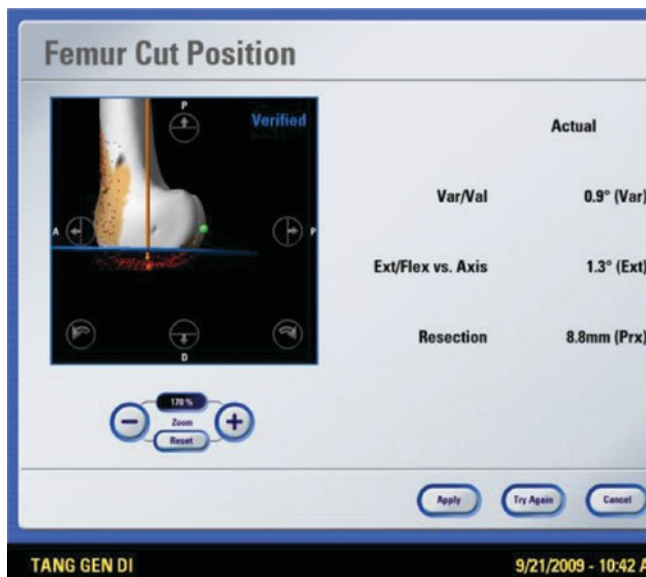 Femur Cut Position
P
Verified
A
P
D
Actual
Var/Val 0.9° (Var)
Ext/Flex vs. Axis 1.3° (Ext)
Resection 8.8mm (Prx)
170 %
Zoom
Reset
Apply Try Again Cancel
TANG GEN DI 9/21/2009 - 10:42 A